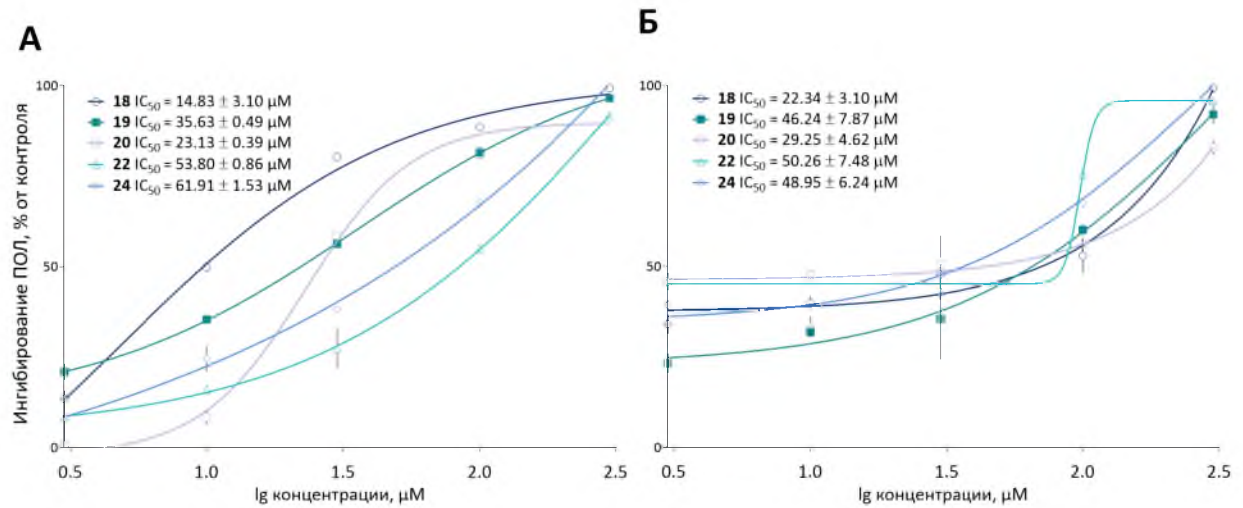 А
Б
Ингибирование ПОЛ, % от контроля
100
50
0
18 IC50 = 14.83 ± 3.10 µM
19 IC50 = 35.63 ± 0.49 µM
20 IC50 = 23.13 ± 0.39 µM
22 IC50 = 53.80 ± 0.86 µM
24 IC50 = 61.91 ± 1.53 µM
0.5 1.0 1.5 2.0 2.5
lg концентрации, µM
100
50
0
18 IC50 = 22.34 ± 3.10 µM
19 IC50 = 46.24 ± 7.87 µM
20 IC50 = 29.25 ± 4.62 µM
22 IC50 = 50.26 ± 7.48 µM
24 IC50 = 48.95 ± 6.24 µM
0.5 1.0 1.5 2.0 2.5
lg концентрации, µM